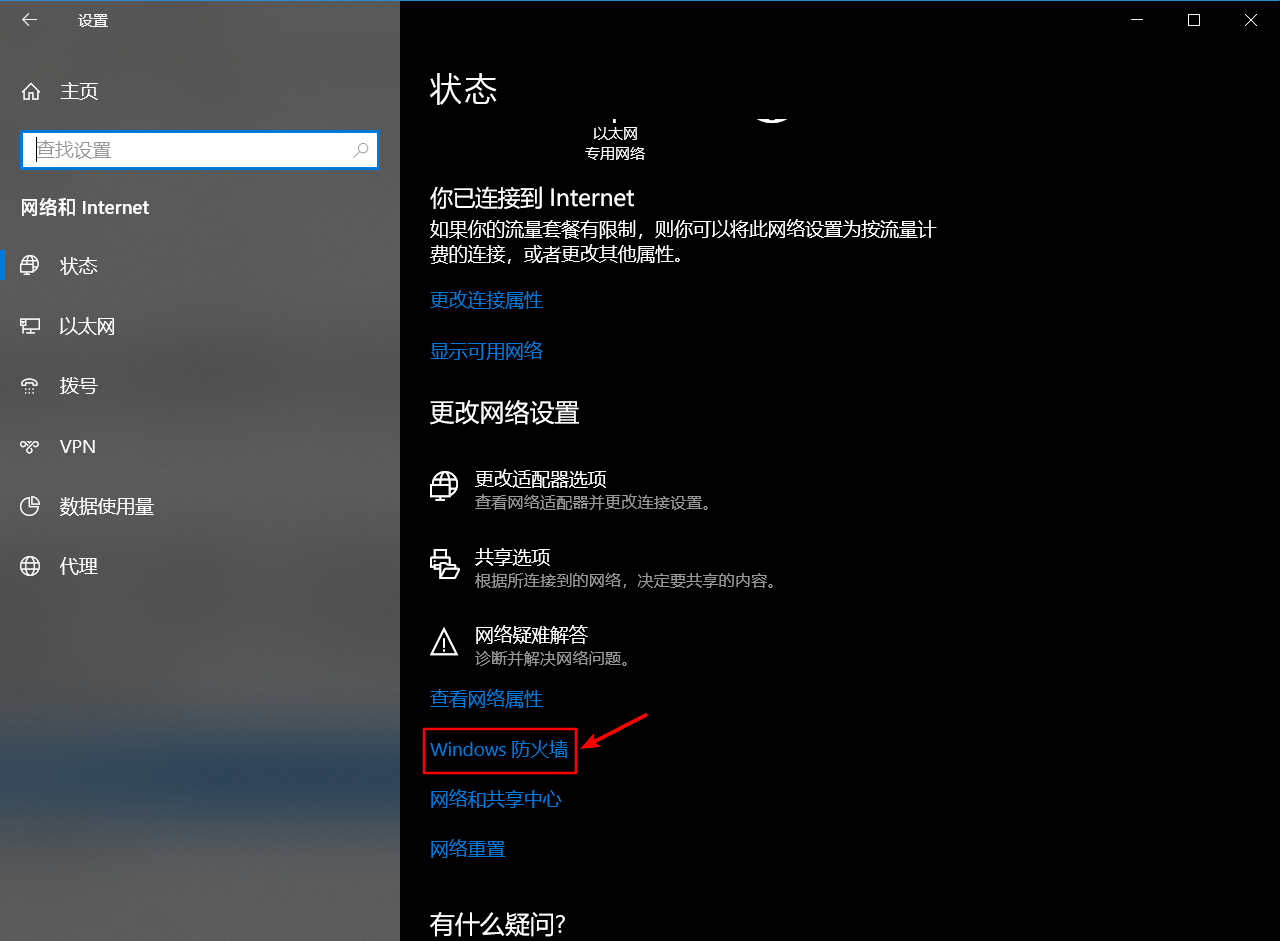 设置
主页
查找设置
网络和 Internet
状态
以太网
拨号
VPN
数据使用量
代理
状态
以太网
专用网络
你已连接到 Internet
如果你的流量套餐有限制，则你可以将此网络设置为按流量计
费的连接，或者更改其他属性。
更改连接属性
显示可用网络
更改网络设置
更改适配器选项
查看网络适配器并更改连接设置。
共享选项
根据所连接到的网络，决定要共享的内容。
网络疑难解答
诊断并解决网络问题。
查看网络属性
Windows 防火墙
网络和共享中心
网络重置
有什么疑问?